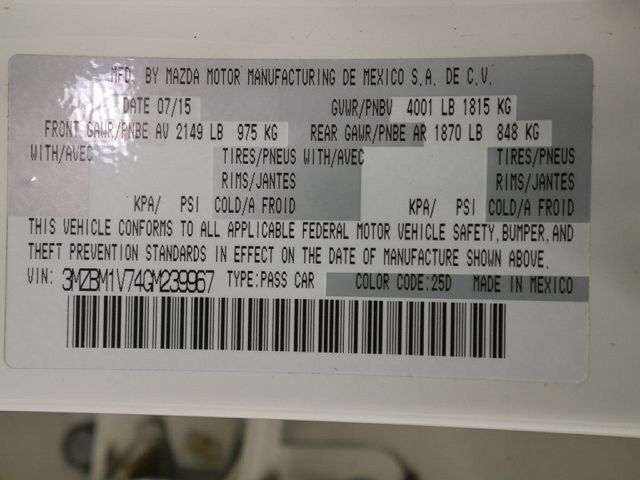 MFD. BY MAZDA MOTOR MANUFACTURING DE MEXICO S.A. DE C.V.
DATE 07/15 GVWR/PNBV 4001 LB 1815 KG
FRONT GAWR/PNBE AV 2149 LB 975 KG REAR GAWR/PNBE AR 1870 LB 848 KG
WITH/AVEC TIRES/PNEUS WITH/AVEC TIRES/PNEUS
RIMS/JANTES RIMS/JANTES
KPA/ PSI COLD/A FROID KPA/ PSI COLD/A FROID
THIS VEHICLE CONFORMS TO ALL APPLICABLE FEDERAL MOTOR VEHICLE SAFETY, BUMPER, AND
THEFT PREVENTION STANDARDS IN EFFECT ON THE DATE OF MANUFACTURE SHOWN ABOVE.
VIN: 3MZBM1V74GM239967 TYPE:PASS CAR COLOR CODE:25D MADE IN MEXICO